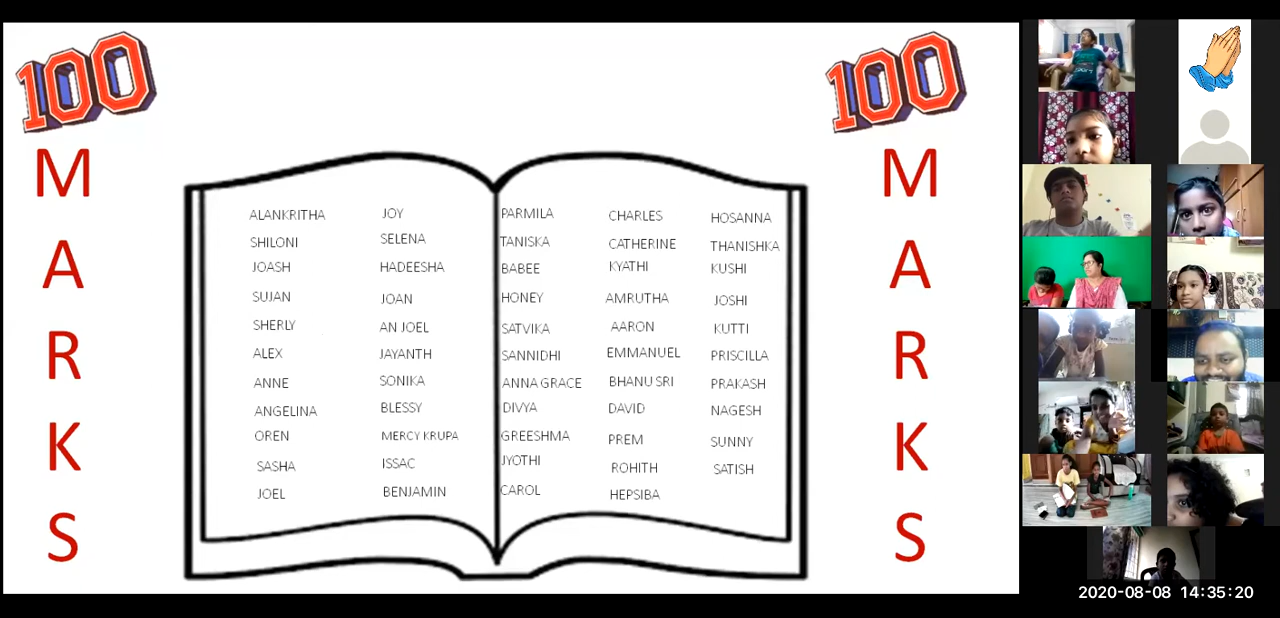 100
100
M
A
R
K
S
ALANKRITHA
SHILONI
JOASH
SUJAN
SHERLY
ALEX
ANNE
ANGELINA
OREN
SASHA
JOEL
JOY
SELENA
HADEESHA
JOAN
AN JOEL
JAYANTH
SONIKA
BLESSY
MERCY KRUPA
ISSAC
BENJAMIN
PARMILA
TANISKA
BABEE
HONEY
SATVIKA
SANNIDHI
ANNA GRACE
DIVYA
GREESHMA
JYOTHI
CAROL
CHARLES
CATHERINE
KYATHI
AMRUTHA
AARON
EMMANUEL
BHANU SRI
DAVID
PREM
ROHITH
HEPSIBA
HOSANNA
THANISHKA
KUSHI
JOSHI
KUTTI
PRISCILLA
PRAKASH
NAGESH
SUNNY
SATISH
M
A
R
K
S
2020-08-08 14:35:20